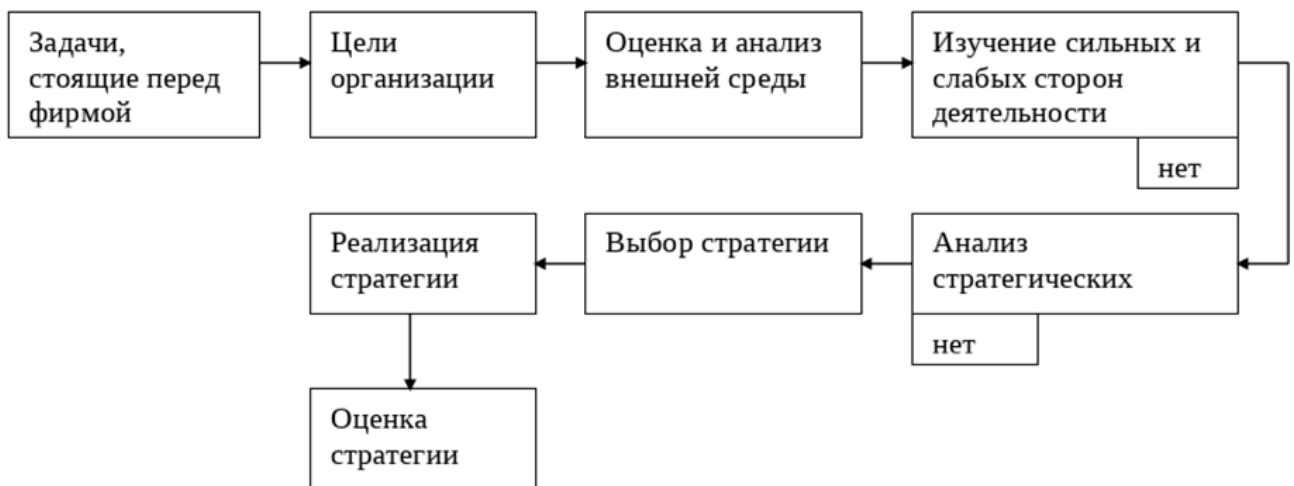 Задачи,
стоящие перед
фирмой
Цели
организации
Оценка и анализ
внешней среды
Изучение сильных и
слабых сторон
деятельности
нет
Анализ
стратегических
нет
Выбор стратегии
Реализация
стратегии
Оценка
стратегии